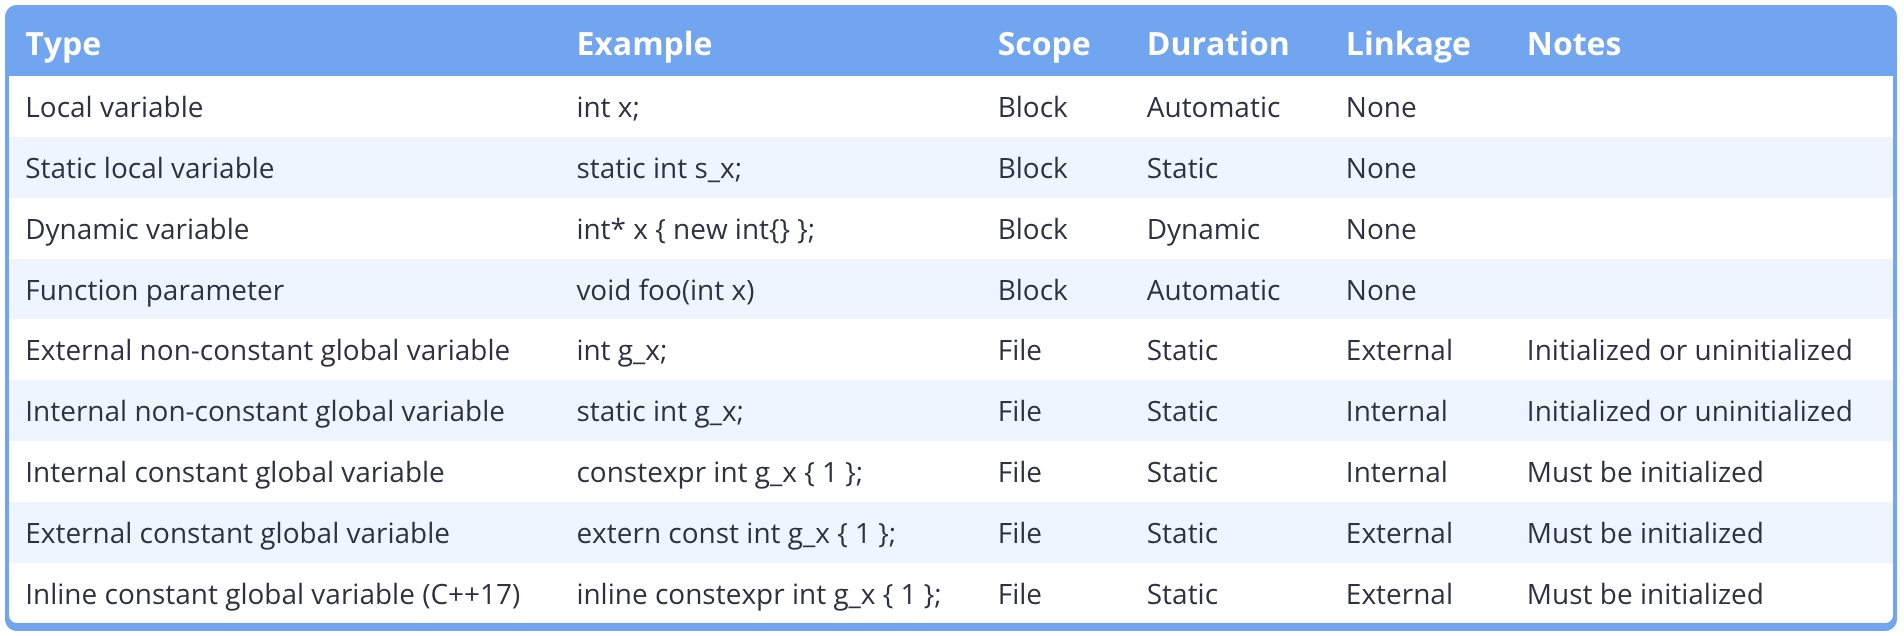 Type Example Scope Duration Linkage Notes
Local variable int x; Block Automatic None
Static local variable static int s_x; Block Static None
Dynamic variable int* x { new int{} }; Block Dynamic None
Function parameter void foo(int x) Block Automatic None
External non-constant global variable int g_x; File Static External Initialized or uninitialized
Internal non-constant global variable static int g_x; File Static Internal Initialized or uninitialized
Internal constant global variable constexpr int g_x { 1 }; File Static Internal Must be initialized
External constant global variable extern const int g_x { 1 }; File Static External Must be initialized
Inline constant global variable (C++17) inline constexpr int g_x { 1 }; File Static External Must be initialized